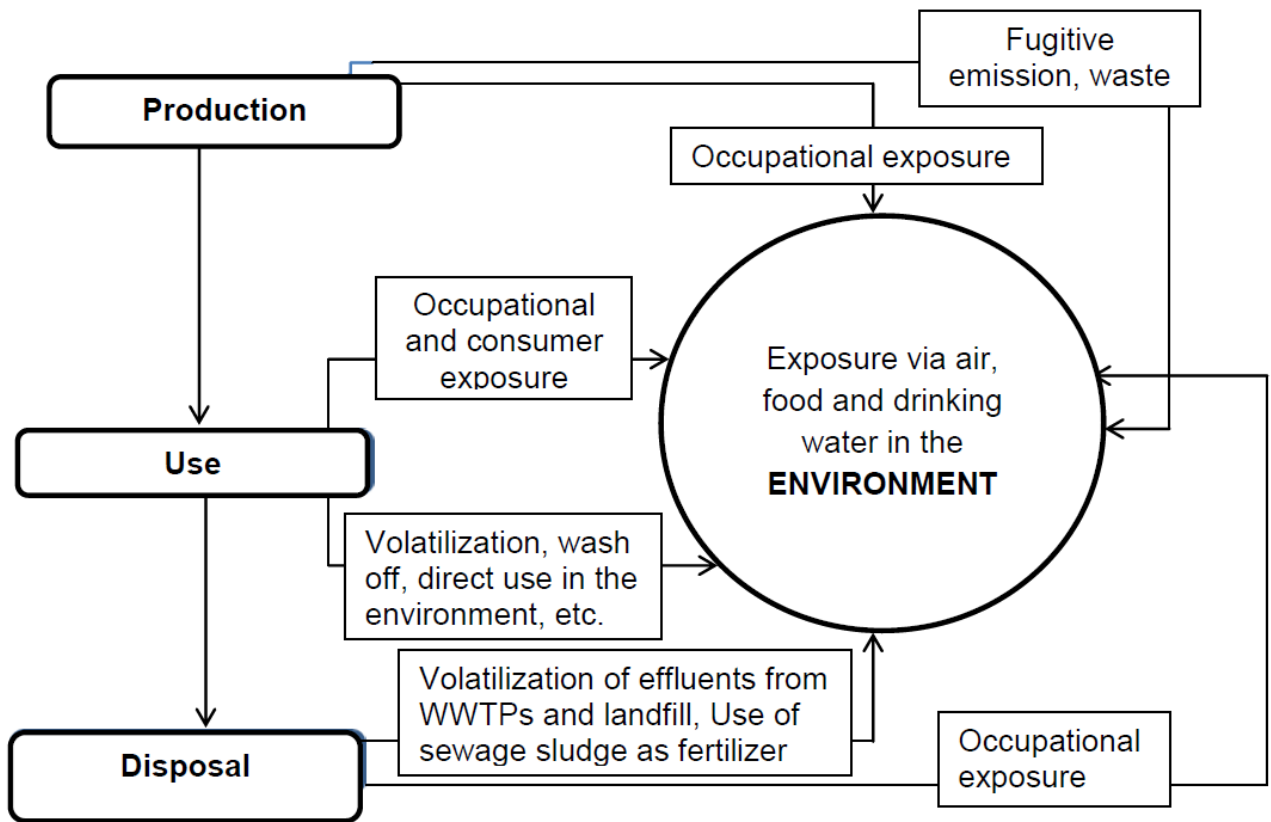 Fugitive
emission, waste
Production
Occupational exposure
Occupational
and consumer
exposure
Exposure via air,
food and drinking
water in the
ENVIRONMENT
Use
Volatilization, wash
off, direct use in the
environment, etc.
Volatilization of effluents from
WWTPs and landfill, Use of
sewage sludge as fertilizer
Disposal
Occupational
exposure